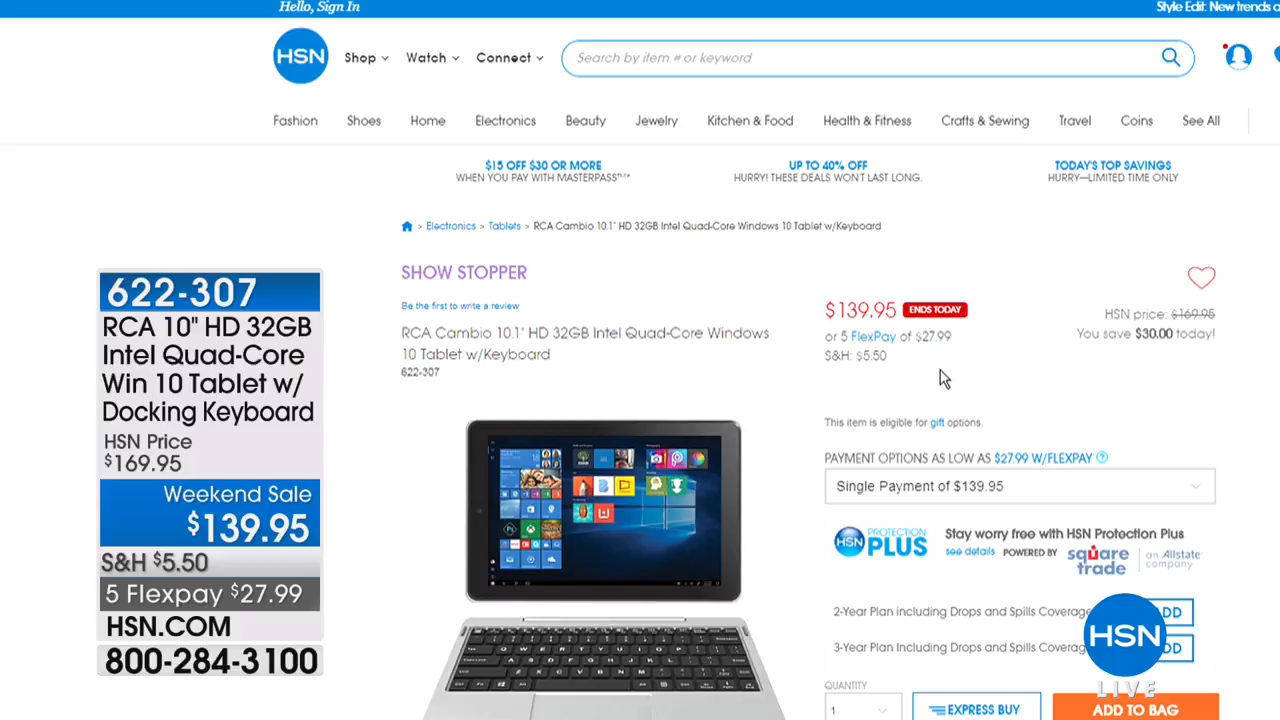 Hello, Sign In
Style Edit: New trends a
HSN
Shop
Watch
Connect
Search by item # or keyword
Fashion
Shoes
Home
Electronics
Beauty
Jewelry
Kitchen & Food
Health & Fitness
Crafts & Sewing
Travel
Coins
See All
$15 OFF $30 OR MORE
WHEN YOU PAY WITH MASTERPASS™*
UP TO 40% OFF
HURRY! THESE DEALS WON'T LAST LONG.
TODAY'S TOP SAVINGS
HURRY—LIMITED TIME ONLY
> Electronics > Tablets > RCA Cambio 10.1" HD 32GB Intel Quad-Core Windows 10 Tablet w/Keyboard
SHOW STOPPER
Be the first to write a review
RCA Cambio 10.1" HD 32GB Intel Quad-Core Windows
10 Tablet w/Keyboard
622-307
$139.95 ENDS TODAY
or 5 FlexPay of $27.99
S&H: $5.50
HSN price: $169.95
You save $30.00 today!
This item is eligible for gift options.
PAYMENT OPTIONS AS LOW AS $27.99 W/FLEXPAY ?
Single Payment of $139.95
HSN PROTECTION
PLUS
Stay worry free with HSN Protection Plus
see details POWERED BY square trade an Allstate company
2-Year Plan including Drops and Spills Coverage
3-Year Plan including Drops and Spills Coverage
QUANTITY
1
EXPRESS BUY
ADD TO BAG
622-307
RCA 10" HD 32GB
Intel Quad-Core
Win 10 Tablet w/
Docking Keyboard
HSN Price
$169.95
Weekend Sale
$139.95
S&H $5.50
5 Flexpay $27.99
HSN.COM
800-284-3100
HSN
LIVE